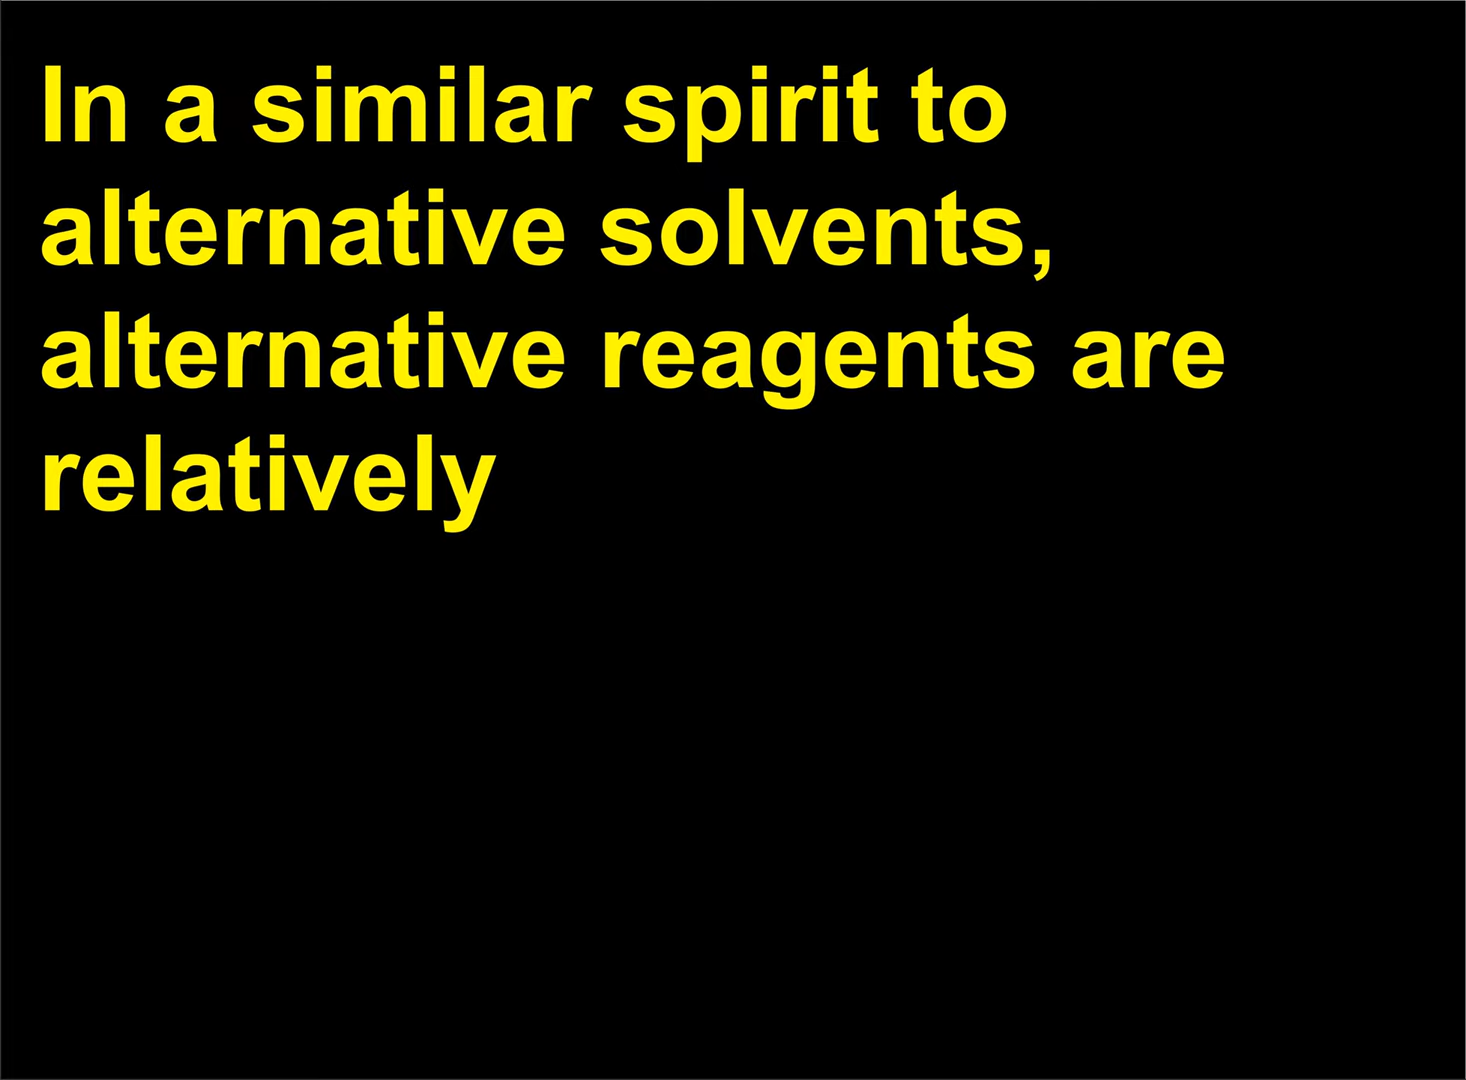 In a similar spirit to
alternative solvents,
alternative reagents are
relatively